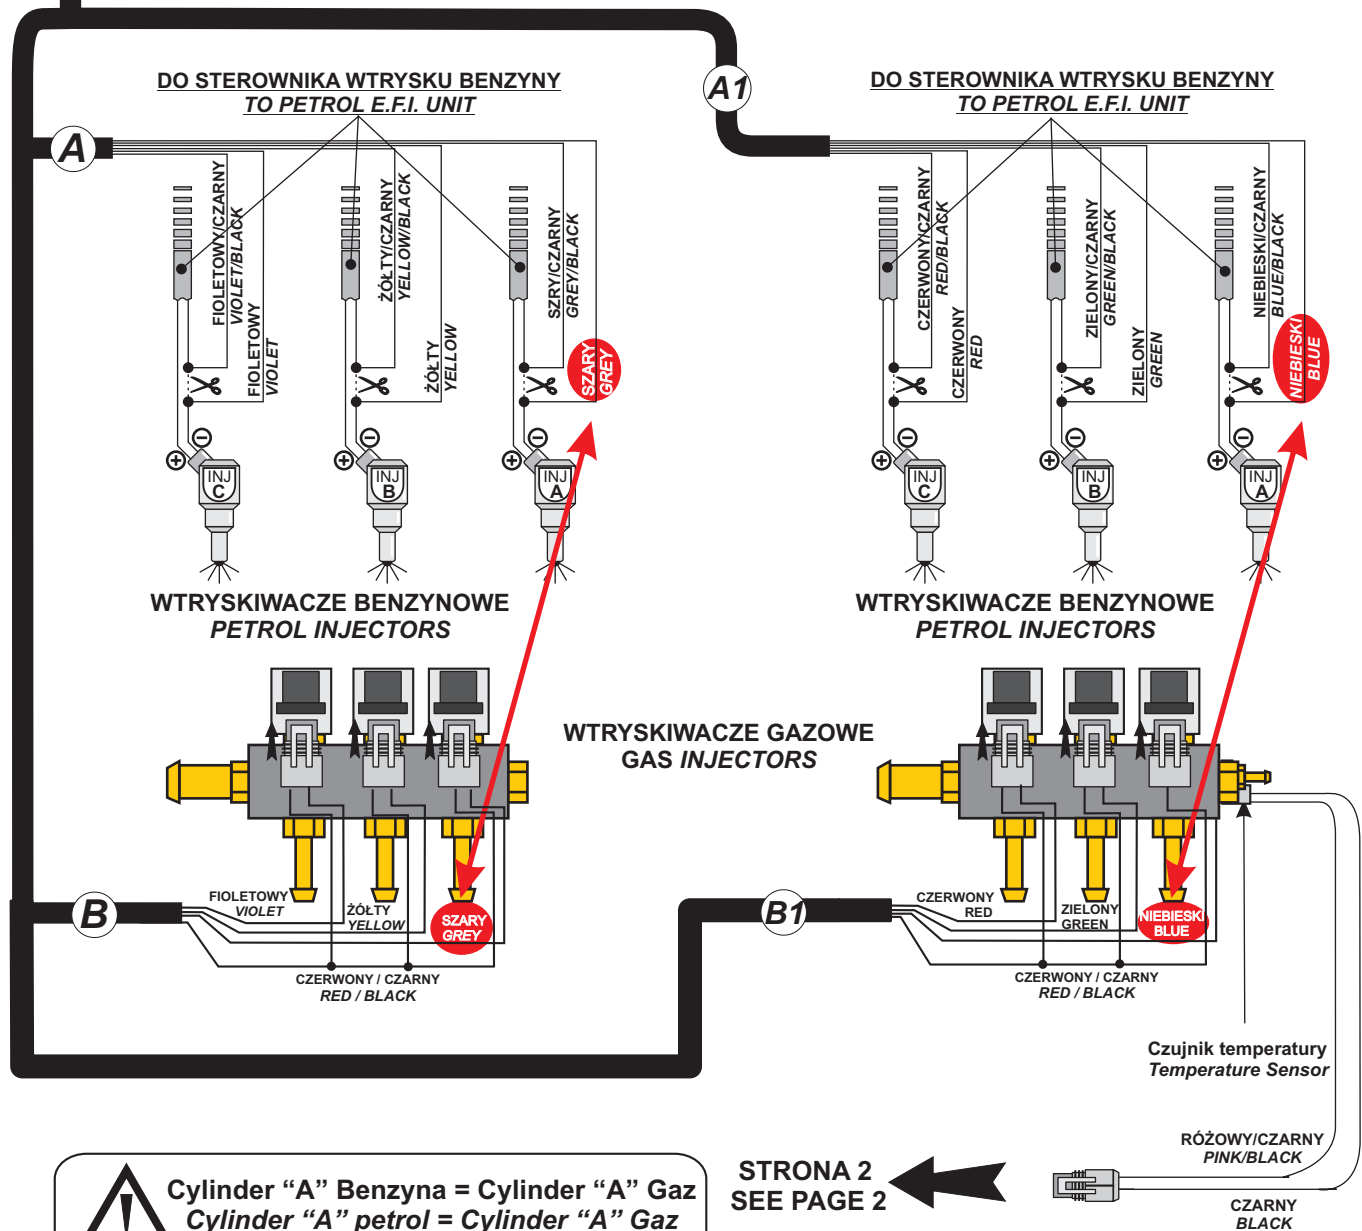 A1
DO STEROWNIKA WTRYSKU BENZYNY
TO PETROL E.F.I. UNIT
DO STEROWNIKA WTRYSKU BENZYNY
TO PETROL E.F.I. UNIT
A
FIOLETOWY/CZARNY
VIOLET/BLACK
FIOLETOWY
VIOLET
ŻÓŁTY/CZARNY
YELLOW/BLACK
ŻÓŁTY
YELLOW
SZRY/CZARNY
GREY/BLACK
SZARY
GREY
CZERWONY/CZARNY
RED/BLACK
CZERWONY
RED
ZIELONY/CZARNY
GREEN/BLACK
ZIELONY
GREEN
NIEBIESKI/CZARNY
BLUE/BLACK
NIEBIESKI
BLUE
INJ
C
INJ
B
INJ
A
INJ
C
INJ
B
INJ
A
WTRYSKIWACZE BENZYNOWE
PETROL INJECTORS
WTRYSKIWACZE BENZYNOWE
PETROL INJECTORS
WTRYSKIWACZE GAZOWE
GAS INJECTORS
B
FIOLETOWY
VIOLET
ŻÓŁTY
YELLOW
SZARY
GREY
CZERWONY / CZARNY
RED / BLACK
B1
CZERWONY
RED
ZIELONY
GREEN
NIEBIESKI
BLUE
CZERWONY / CZARNY
RED / BLACK
Czujnik temperatury
Temperature Sensor
RÓŻOWY/CZARNY
PINK/BLACK
CZARNY
BLACK
STRONA 2
SEE PAGE 2
Cylinder “A” Benzyna = Cylinder “A” Gaz
Cylinder “A” petrol = Cylinder “A” Gaz